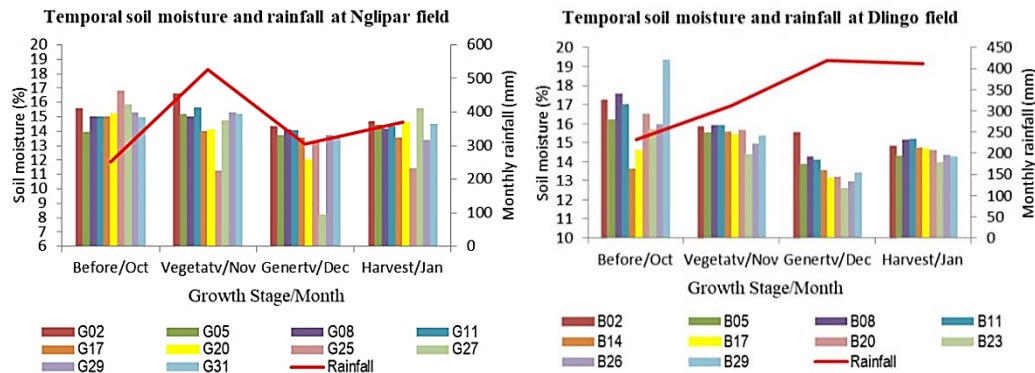 Temporal soil moisture and rainfall at Nglipar field
Soil moisture (%)
20
19
18
17
16
15
14
13
12
11
10
9
8
7
6
600
500
400
300
200
100
0
Monthly rainfall (mm)
Before/Oct Vegetatv/Nov Genertv/Dec Harvest/Jan
Growth Stage/Month
G02 G05 G08 G11
G17 G20 G25 G27
G29 G31 Rainfall
Temporal soil moisture and rainfall at Dlingo field
Soil moisture (%)
20
19
18
17
16
15
14
13
12
11
10
450
400
350
300
250
200
150
100
50
0
Monthly rainfall (mm)
Before/Oct Vegetatv/Nov Genertv/Dec Harvest/Jan
Growth Stage/Month
B02 B05 B08 B11
B14 B17 B20 B23
B26 B29 Rainfall